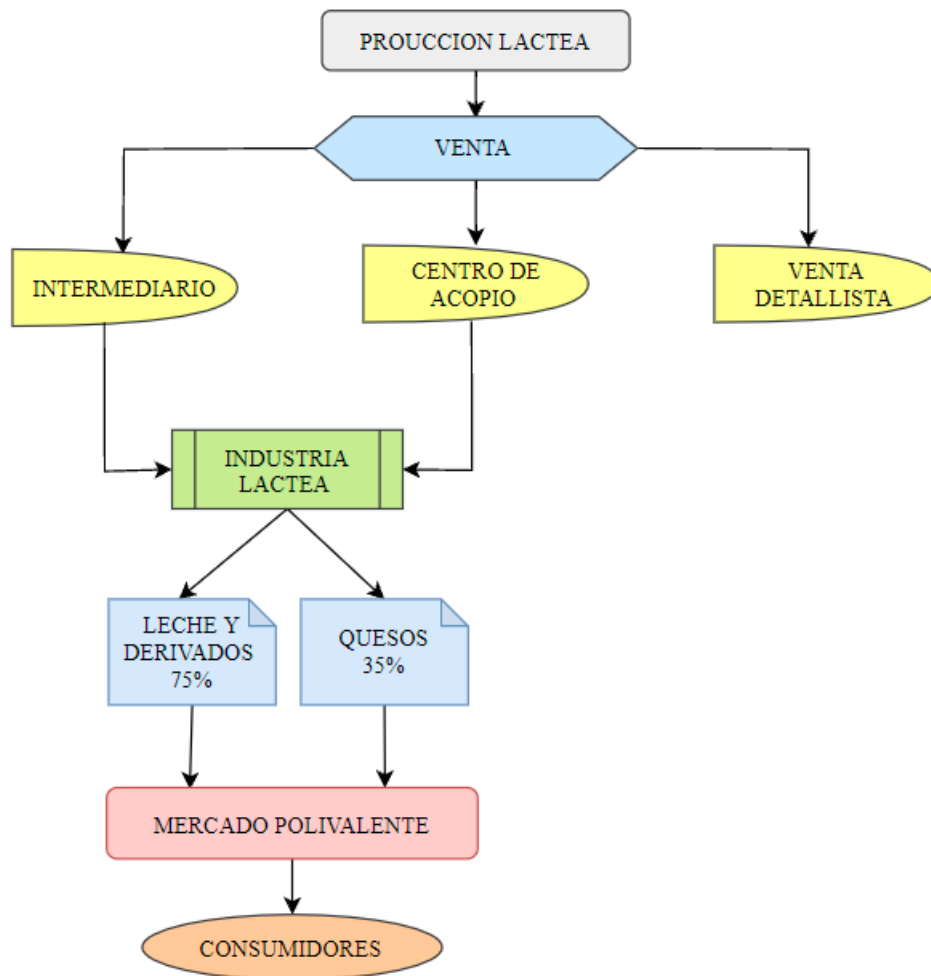 PROUCCION LACTEA
VENTA
INTERMEDIARIO
CENTRO DE
ACOPIO
VENTA
DETALLISTA
INDUSTRIA
LACTEA
LECHE Y
DERIVADOS
75%
QUESOS
35%
MERCADO POLIVALENTE
CONSUMIDORES